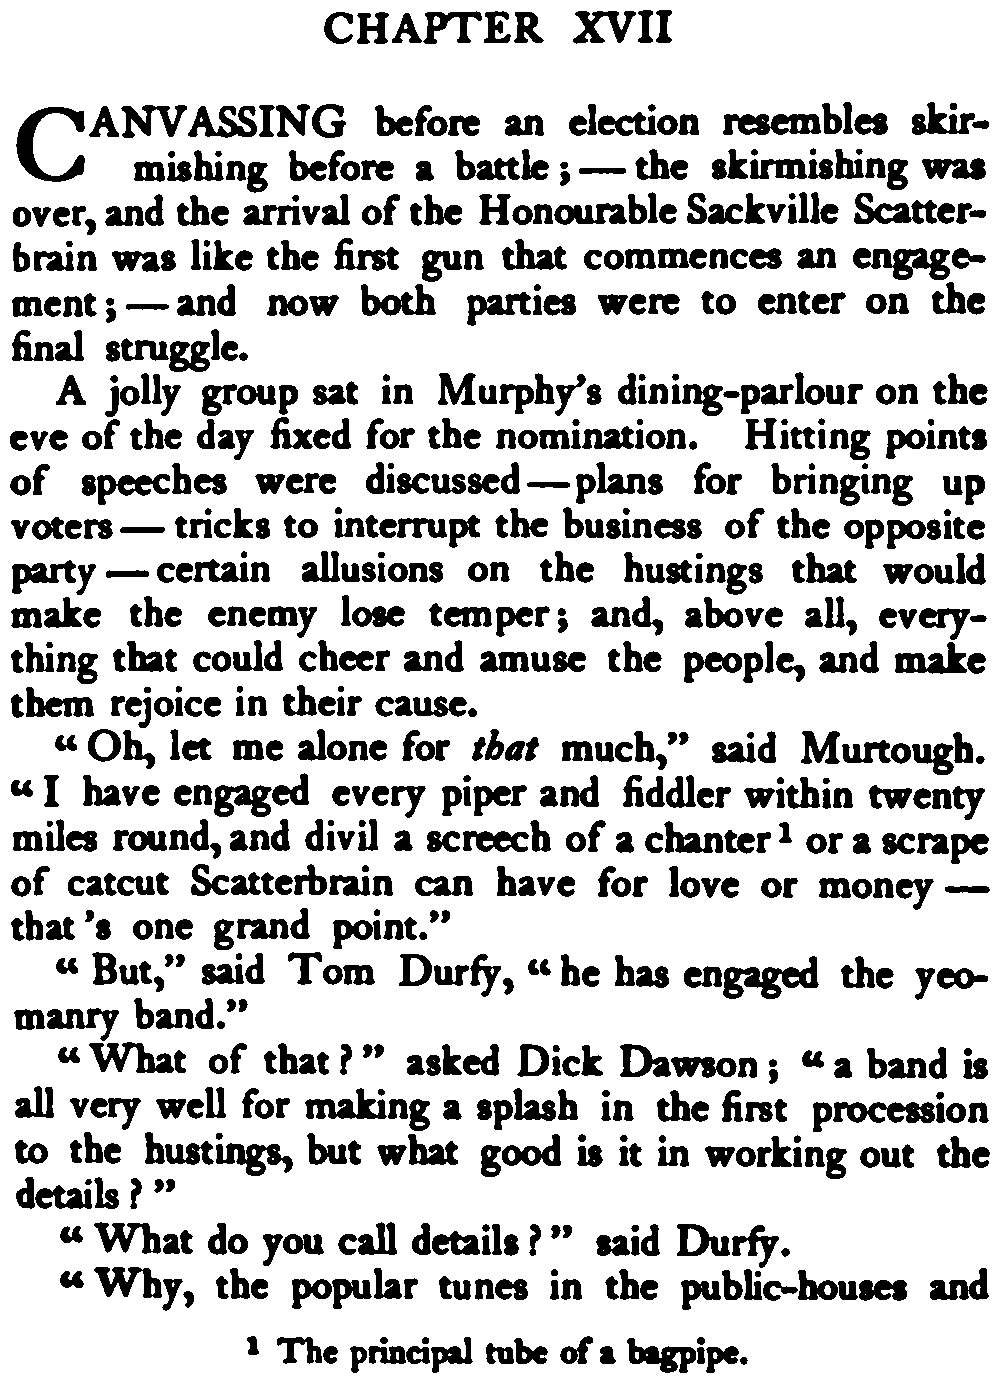 CHAPTER XVII
CANVASSING before an election resembles skir-
mishing before a battle ; — the skirmishing was
over, and the arrival of the Honourable Sackville Scatter-
brain was like the first gun that commences an engage-
ment ; — and now both parties were to enter on the
final struggle.
A jolly group sat in Murphy's dining-parlour on the
eve of the day fixed for the nomination. Hitting points
of speeches were discussed — plans for bringing up
voters — tricks to interrupt the business of the opposite
party — certain allusions on the hustings that would
make the enemy lose temper ; and, above all, every-
thing that could cheer and amuse the people, and make
them rejoice in their cause.
“ Oh, let me alone for that much,” said Murtough.
“ I have engaged every piper and fiddler within twenty
miles round, and divil a screech of a chanter ¹ or a scrape
of catcut Scatterbrain can have for love or money —
that 's one grand point.”
“ But,” said Tom Durfy, “ he has engaged the yeo-
manry band.”
“ What of that ? ” asked Dick Dawson ; “ a band is
all very well for making a splash in the first procession
to the hustings, but what good is it in working out the
details ? ”
“ What do you call details ? ” said Durfy.
“ Why, the popular tunes in the public-houses and
¹ The principal tube of a bagpipe.